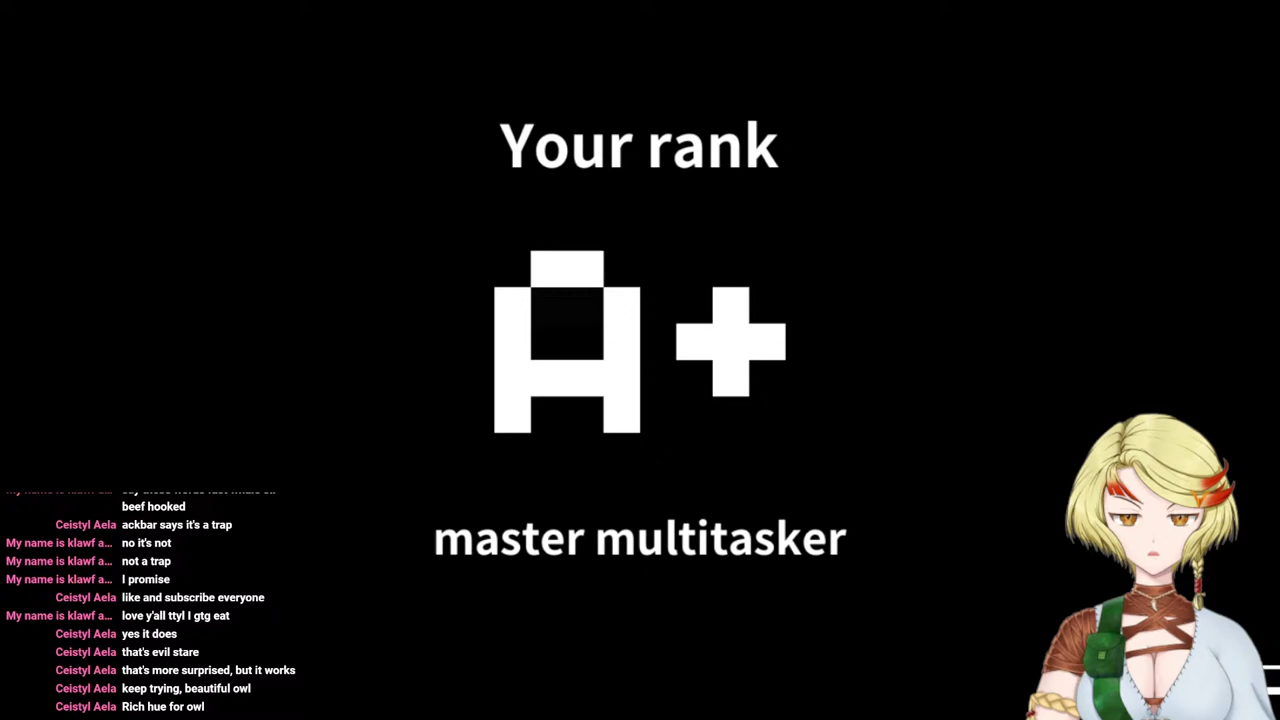 Your rank
A+
master multitasker
beef hooked
Ceistyl Aela ackbar says it's a trap
My name is klawf a... no it's not
My name is klawf a... not a trap
My name is klawf a... I promise
Ceistyl Aela like and subscribe everyone
My name is klawf a... love y'all ttyl I gtg eat
Ceistyl Aela yes it does
Ceistyl Aela that's evil stare
Ceistyl Aela that's more surprised, but it works
Ceistyl Aela keep trying, beautiful owl
Ceistyl Aela Rich hue for owl